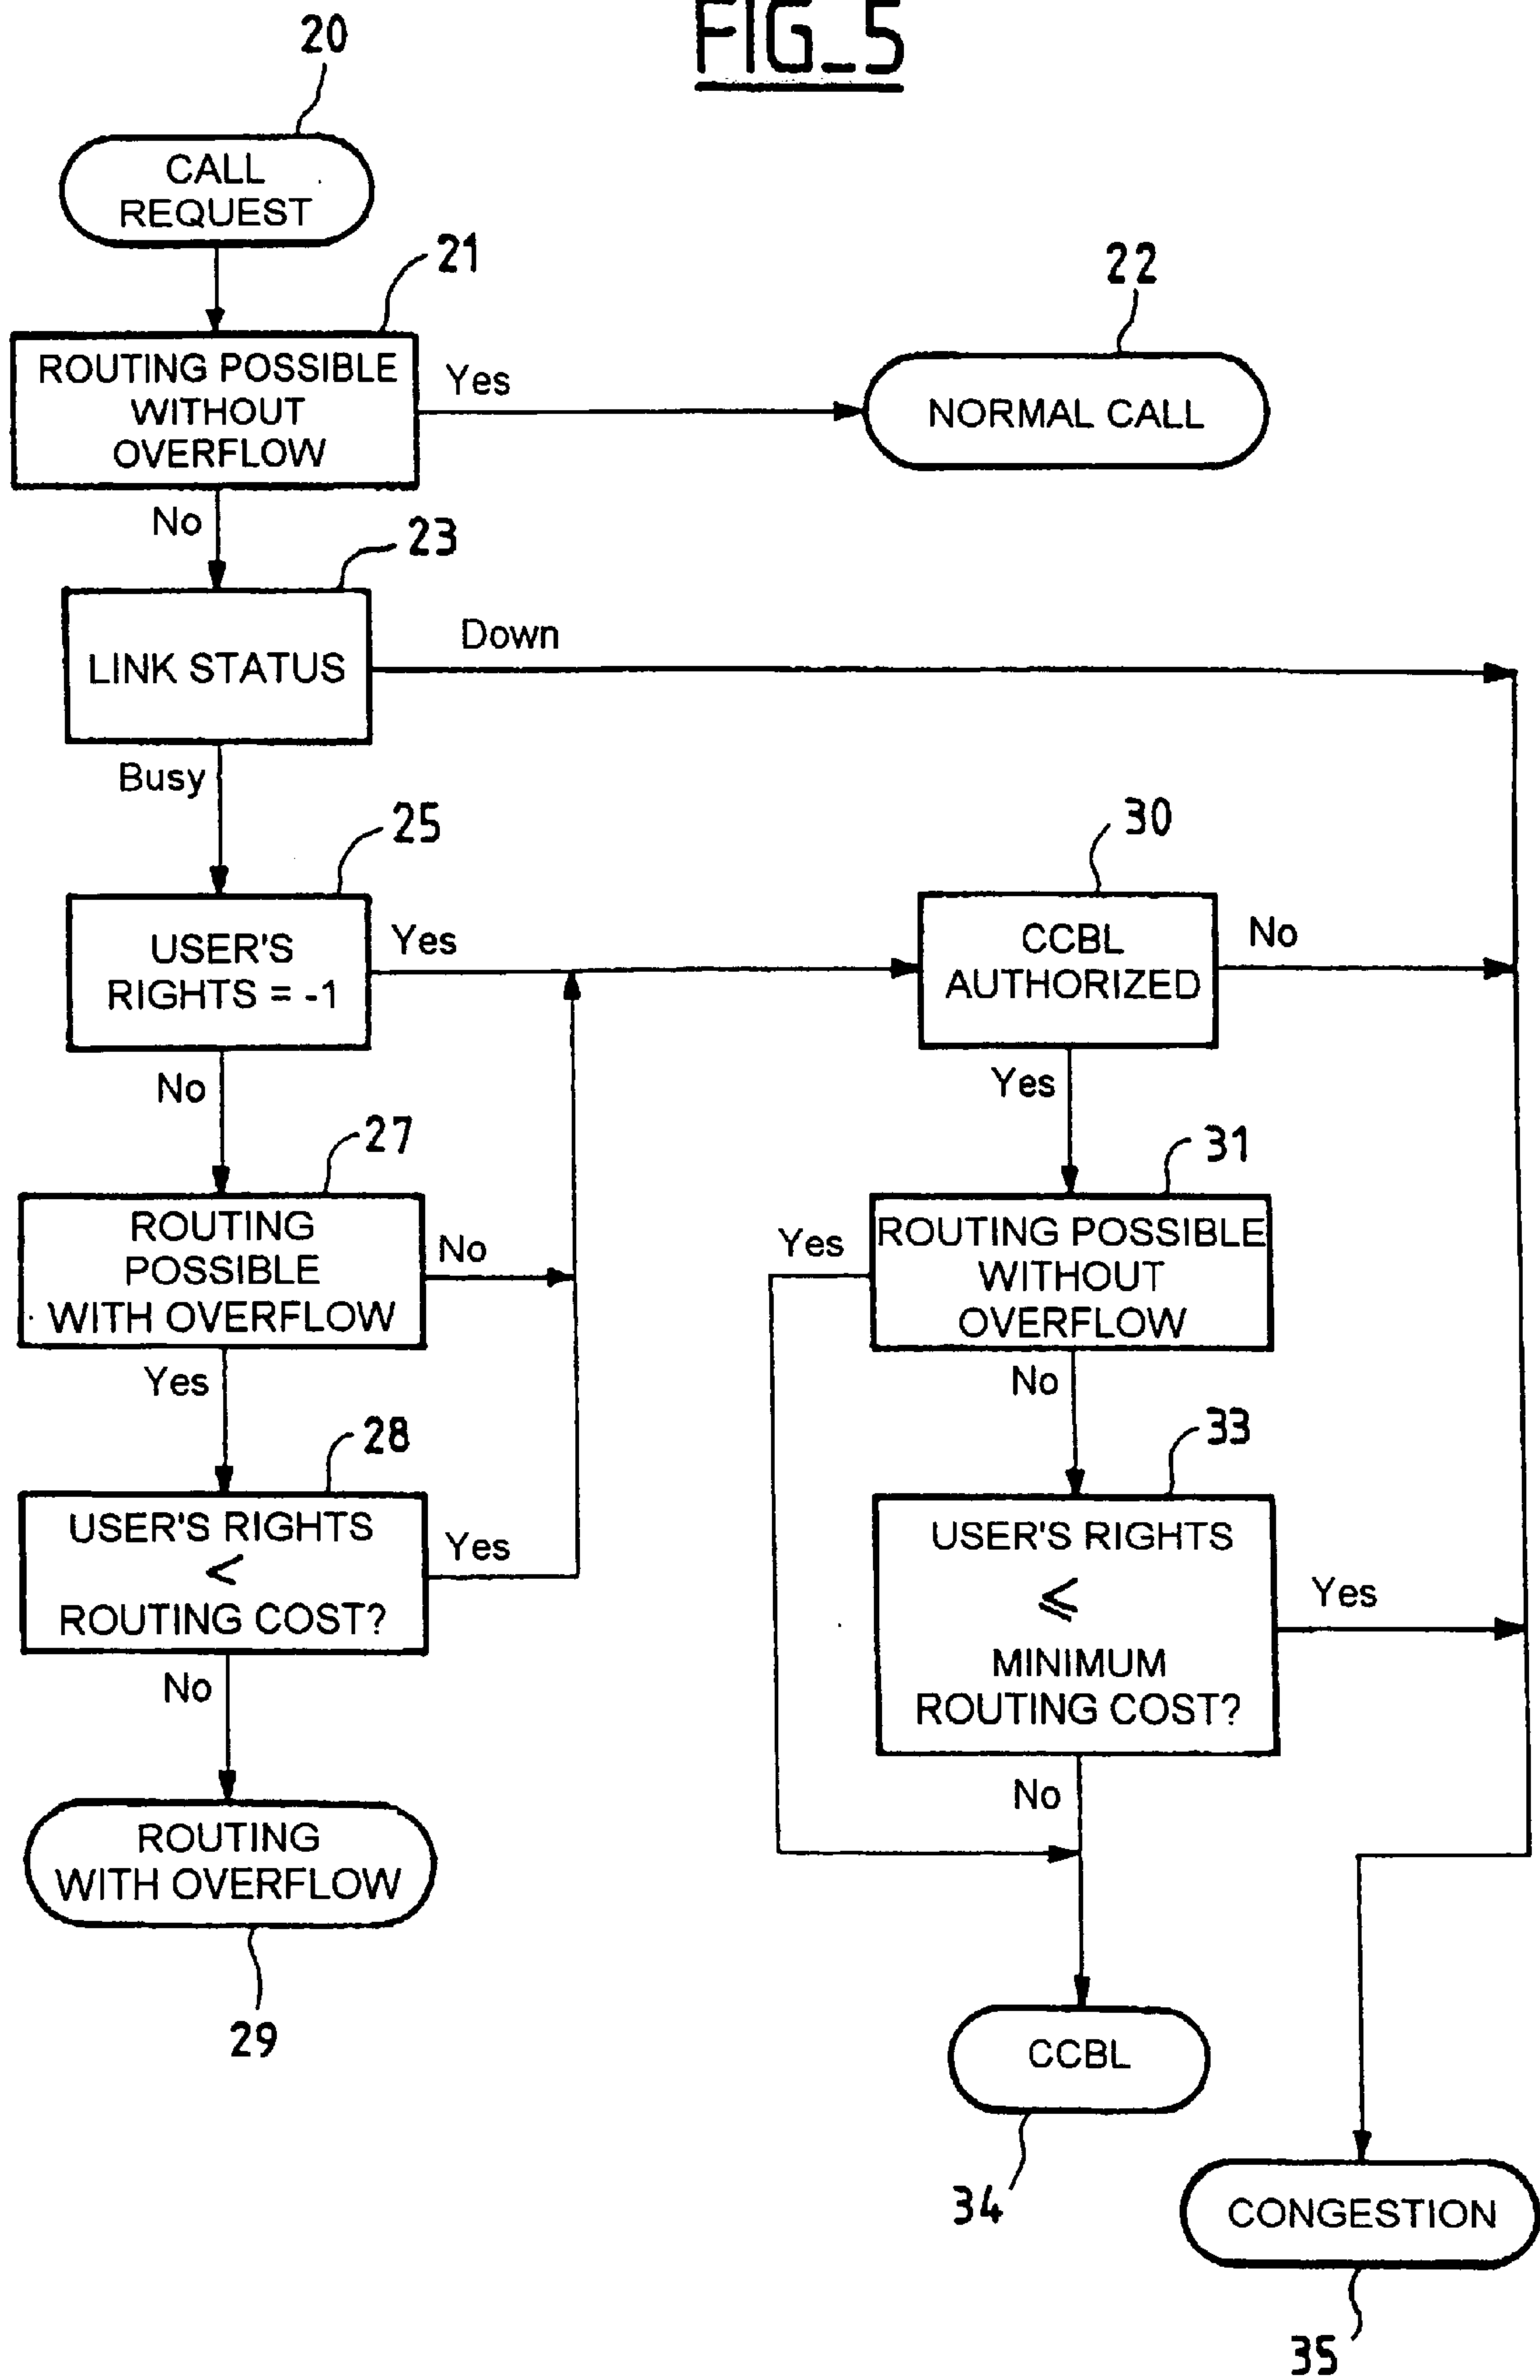 FIG_5
20
CALL
REQUEST
21
22
ROUTING POSSIBLE
WITHOUT
OVERFLOW
Yes
NORMAL CALL
No
23
LINK STATUS
Down
Busy
25
30
USER'S
RIGHTS = -1
Yes
CCBL
AUTHORIZED
No
No
Yes
27
31
ROUTING
POSSIBLE
WITH OVERFLOW
No
Yes
ROUTING POSSIBLE
WITHOUT
OVERFLOW
Yes
No
28
33
USER'S RIGHTS
<
ROUTING COST?
Yes
USER'S RIGHTS
⩽
MINIMUM
ROUTING COST?
Yes
No
No
ROUTING
WITH OVERFLOW
29
CCBL
34
CONGESTION
35